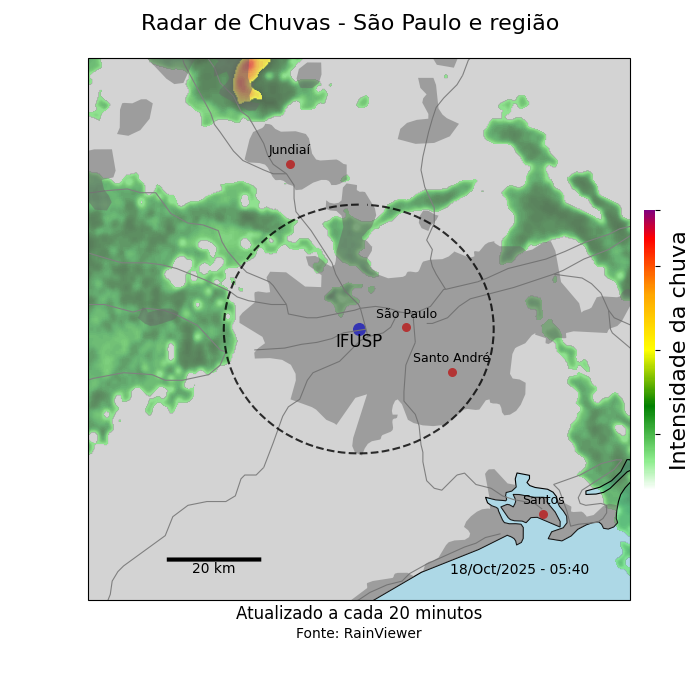 Radar de Chuvas - São Paulo e região
Jundiaí
São Paulo
IFUSP
Santo André
Santos
20 km
18/Oct/2025 - 05:40
Intensidade da chuva
Atualizado a cada 20 minutos
Fonte: RainViewer